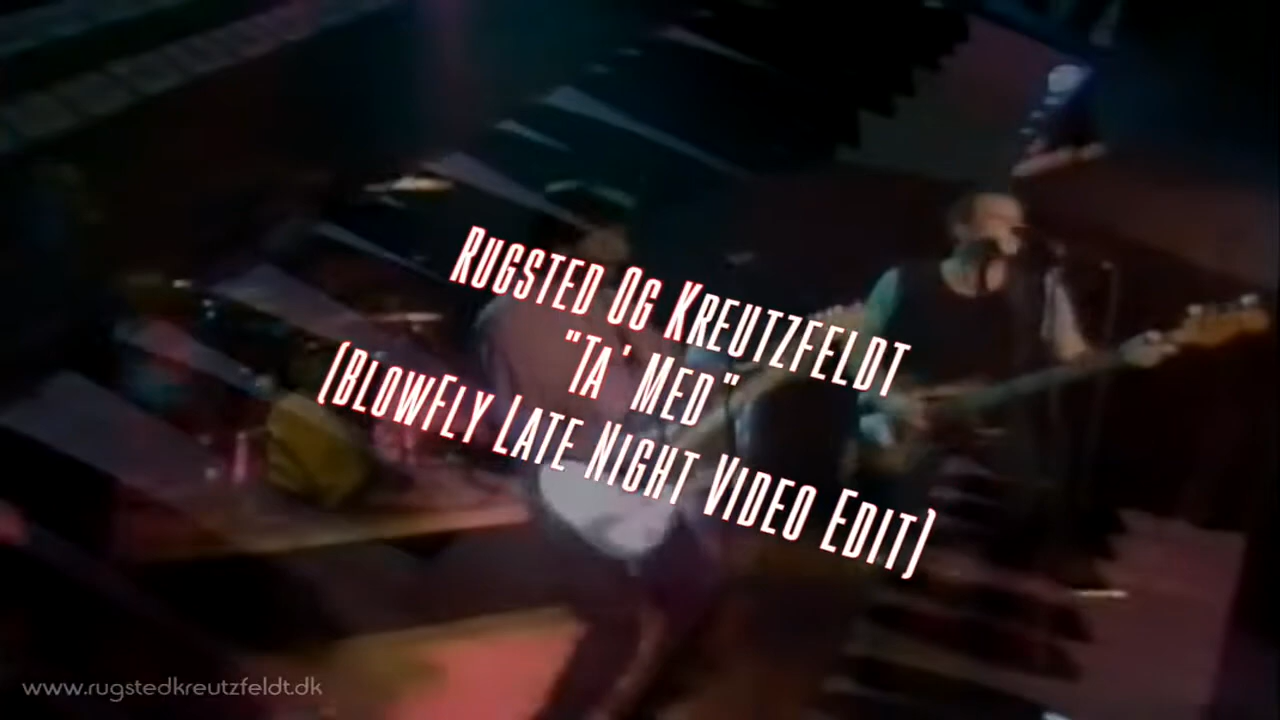 Rugsted Og Kreutzfeldt
"Ta' Med"
(BlowFly Late Night Video Edit)
www.rugstedkreutzfeldt.dk